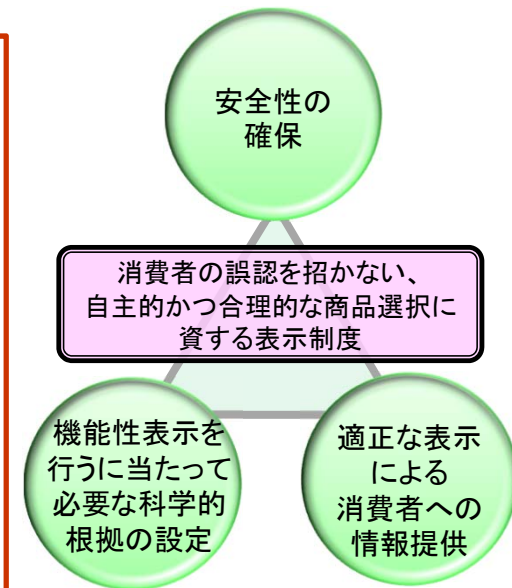 安全性の
確保
消費者の誤認を招かない、
自主的かつ合理的な商品選択に
資する表示制度
機能性表示を
行うに当たって
必要な科学的
根拠の設定
適正な表示
による
消費者への
情報提供